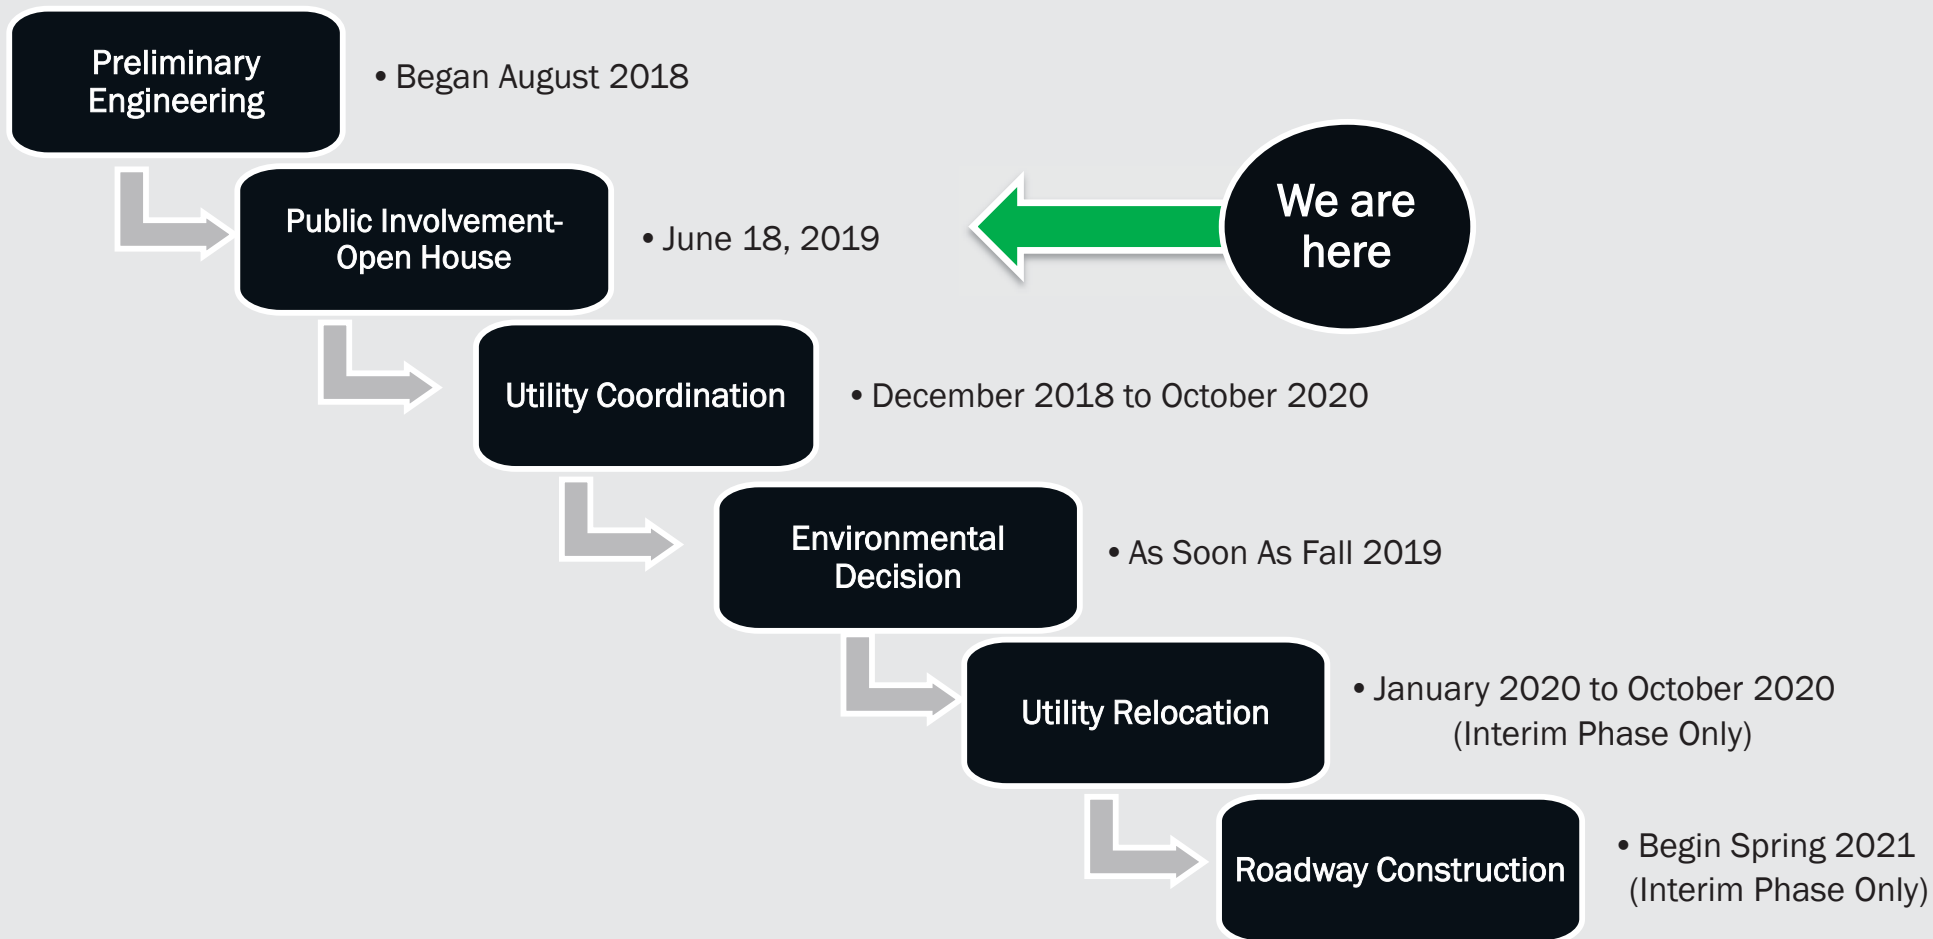 Preliminary
Engineering
• Began August 2018
Public Involvement-
Open House
• June 18, 2019
We are
here
Utility Coordination
• December 2018 to October 2020
Environmental
Decision
• As Soon As Fall 2019
Utility Relocation
• January 2020 to October 2020
(Interim Phase Only)
Roadway Construction
• Begin Spring 2021
(Interim Phase Only)